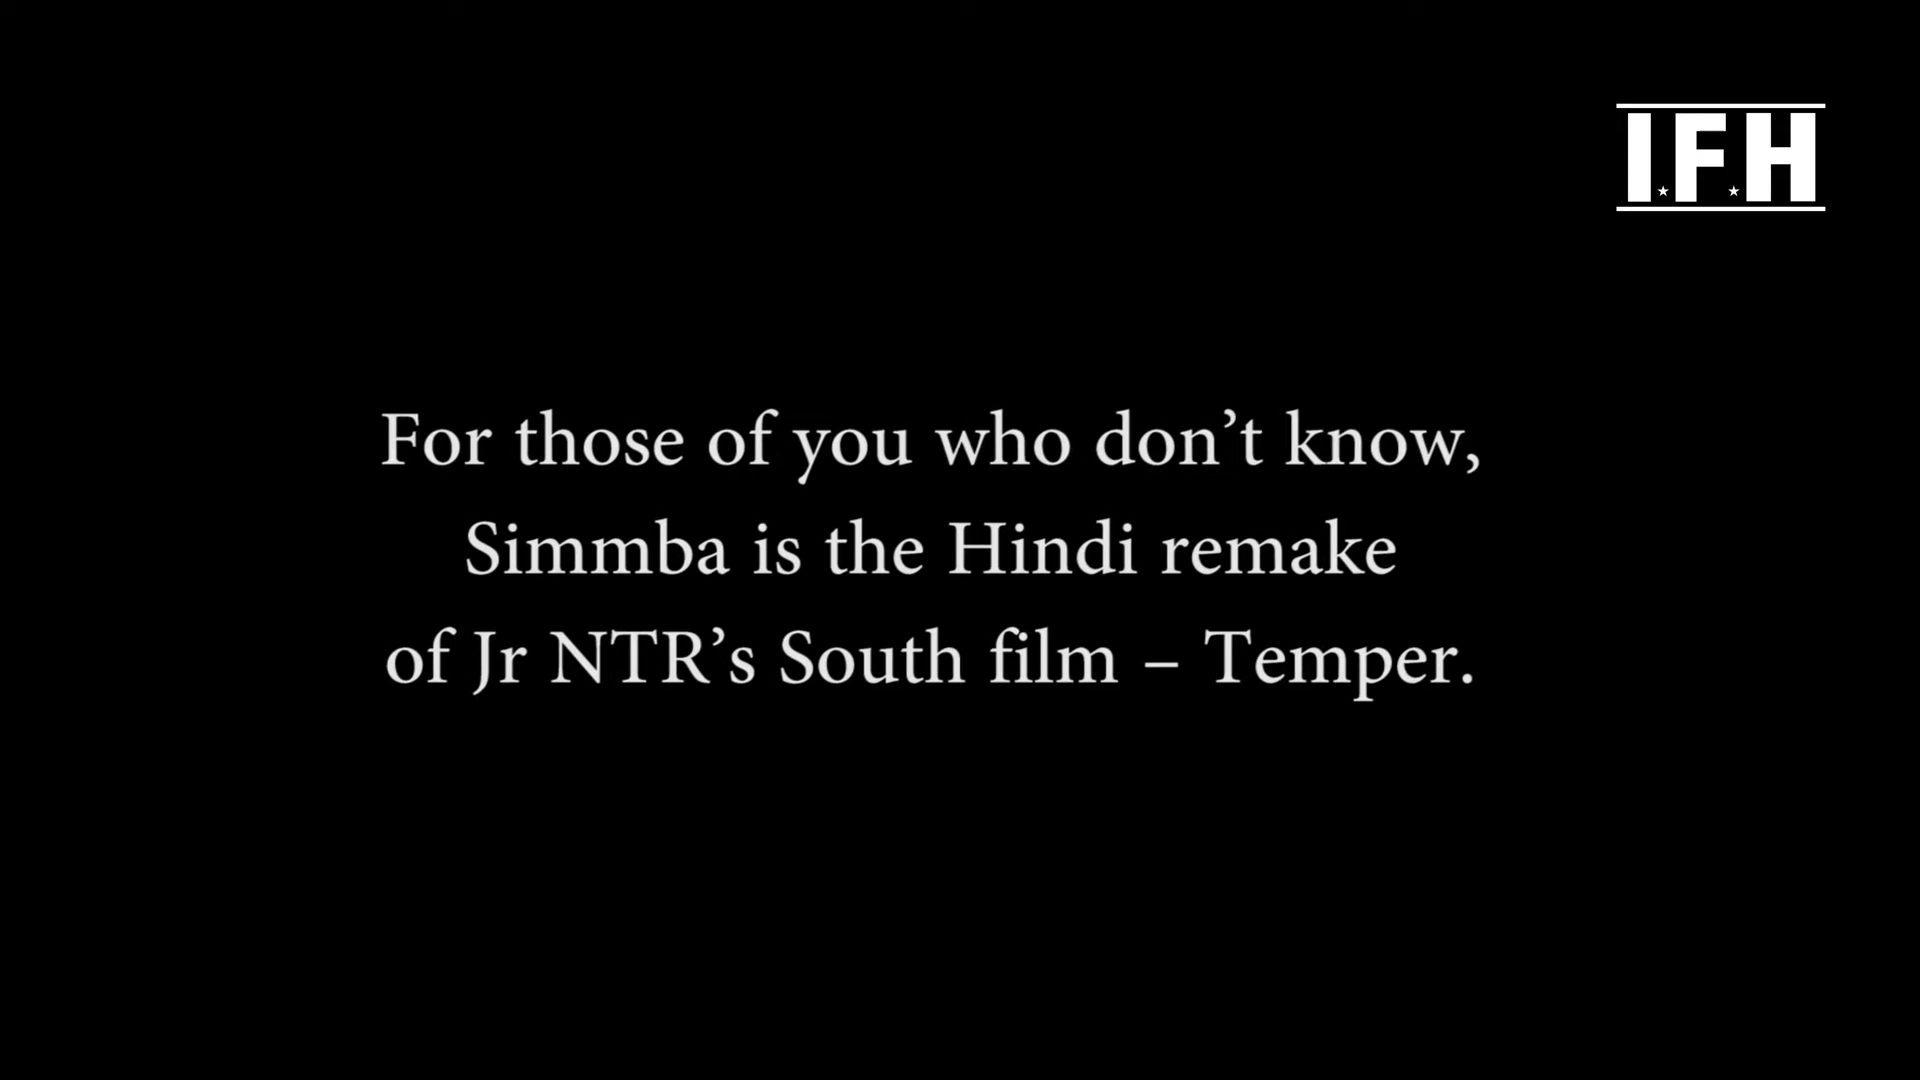 I.F.H
For those of you who don’t know,
Simmba is the Hindi remake
of Jr NTR’s South film – Temper.